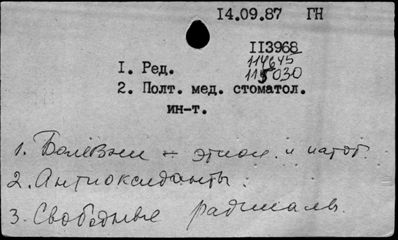 14.09.87 ГН
II3968
114645
115030
1. Ред.
2. Полт. мед. стоматол.
ин-т.
1. Болезни - этиол. и патог.
2. Антиоксиданты.
3. Свободные радикалы.